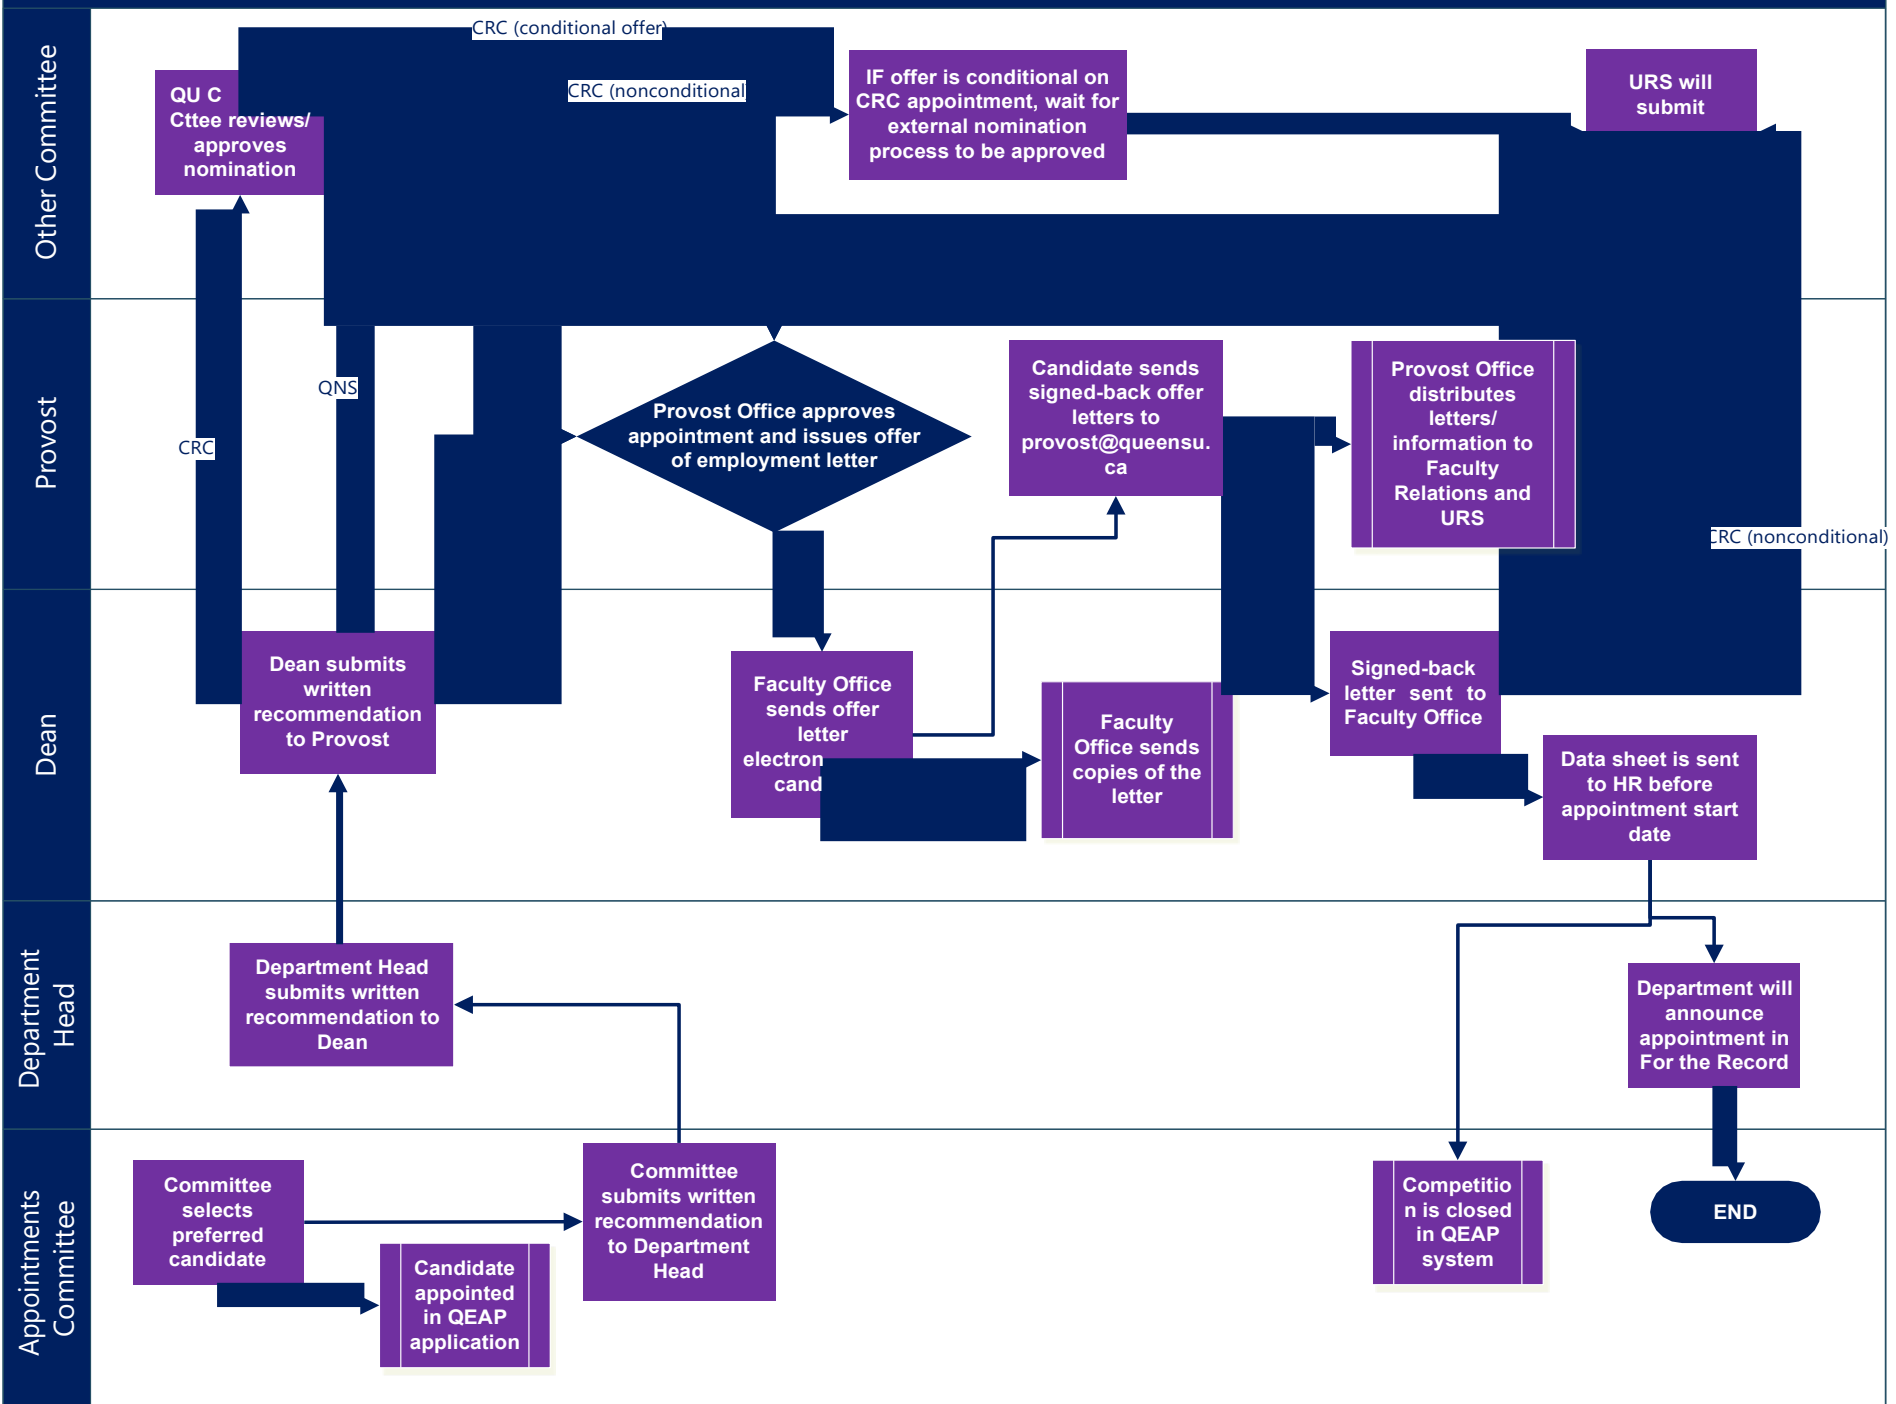 Other Committee
CRC (conditional offer)
CRC (nonconditional
QU C
Cttee reviews/
approves
nomination
IF offer is conditional on
CRC appointment, wait for
external nomination
process to be approved
URS will
submit
Provost
CRC
QNS
Provost Office approves
appointment and issues offer
of employment letter
Candidate sends
signed-back offer
letters to
provost@queensu.
ca
Provost Office
distributes
letters/
information to
Faculty
Relations and
URS
CRC (nonconditional)
Dean
Dean submits
written
recommendation
to Provost
Faculty Office
sends offer
letter
electron
cand
Faculty
Office sends
copies of the
letter
Signed-back
letter sent to
Faculty Office
Data sheet is sent
to HR before
appointment start
date
Department
Head
Department Head
submits written
recommendation to
Dean
Department will
announce
appointment in
For the Record
Appointments
Committee
Committee
selects
preferred
candidate
Candidate
appointed
in QEAP
application
Committee
submits written
recommendation
to Department
Head
Competitio
n is closed
in QEAP
system
END